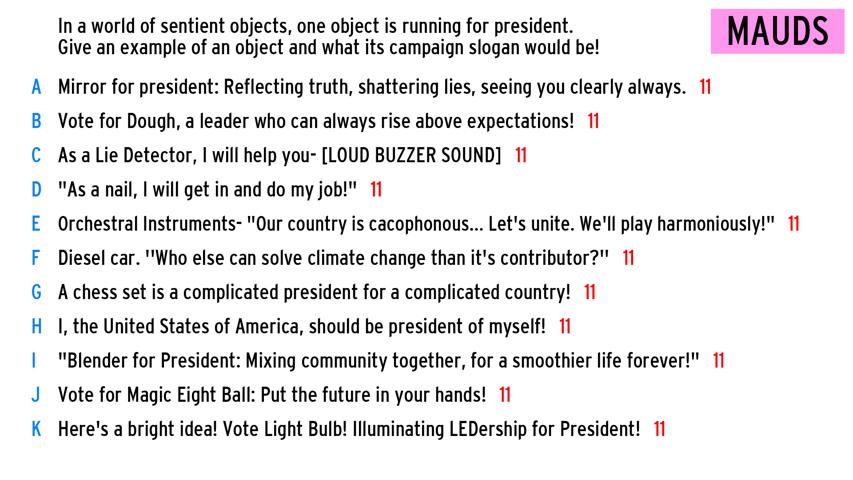 In a world of sentient objects, one object is running for president.
Give an example of an object and what its campaign slogan would be!
MAUDS
A Mirror for president: Reflecting truth, shattering lies, seeing you clearly always. 11
B Vote for Dough, a leader who can always rise above expectations! 11
C As a Lie Detector, I will help you- [LOUD BUZZER SOUND] 11
D "As a nail, I will get in and do my job!" 11
E Orchestral Instruments- "Our country is cacophonous... Let's unite. We'll play harmoniously!" 11
F Diesel car. ''Who else can solve climate change than it's contributor?'' 11
G A chess set is a complicated president for a complicated country! 11
H I, the United States of America, should be president of myself! 11
I "Blender for President: Mixing community together, for a smoothier life forever!" 11
J Vote for Magic Eight Ball: Put the future in your hands! 11
K Here's a bright idea! Vote Light Bulb! Illuminating LEDership for President! 11